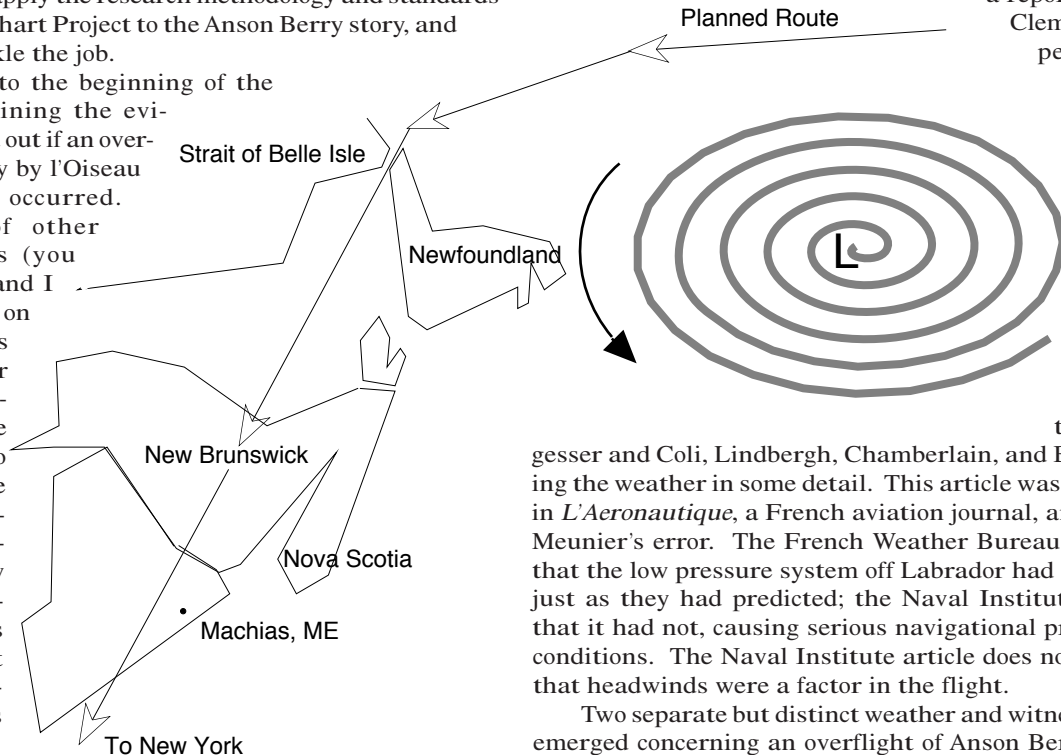 apply the research methodology and standards
hart Project to the Anson Berry story, and
kle the job.
to the beginning of the
ining the evi-
out if an over-
y by l'Oiseau
occurred.
of other
s (you
and I
on
s
r
-
e
o
e
-
-
y
-
s
t
-
s
Planned Route
Strait of Belle Isle
Newfoundland
L
New Brunswick
Nova Scotia
Machias, ME
To New York
a repor
Clem
pe
t
gesser and Coli, Lindbergh, Chamberlain, and
ing the weather in some detail. This article was
in L'Aeronautique, a French aviation journal, a
Meunier's error. The French Weather Bureau
that the low pressure system off Labrador had
just as they had predicted; the Naval Institut
that it had not, causing serious navigational p
conditions. The Naval Institute article does no
that headwinds were a factor in the flight.
Two separate but distinct weather and witne
emerged concerning an overflight of Anson Ber